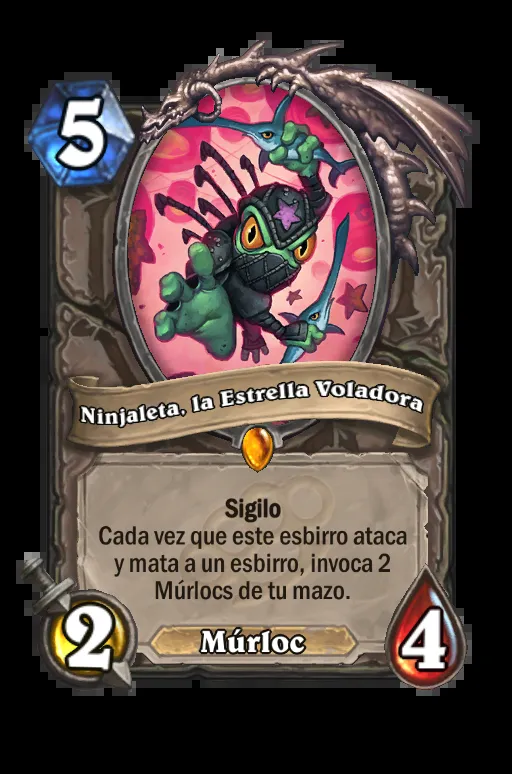 5
Ninjaleta, la Estrella Voladora
Sigilo
Cada vez que este esbirro ataca
y mata a un esbirro, invoca 2
Múrlocs de tu mazo.
2
Múrloc
4